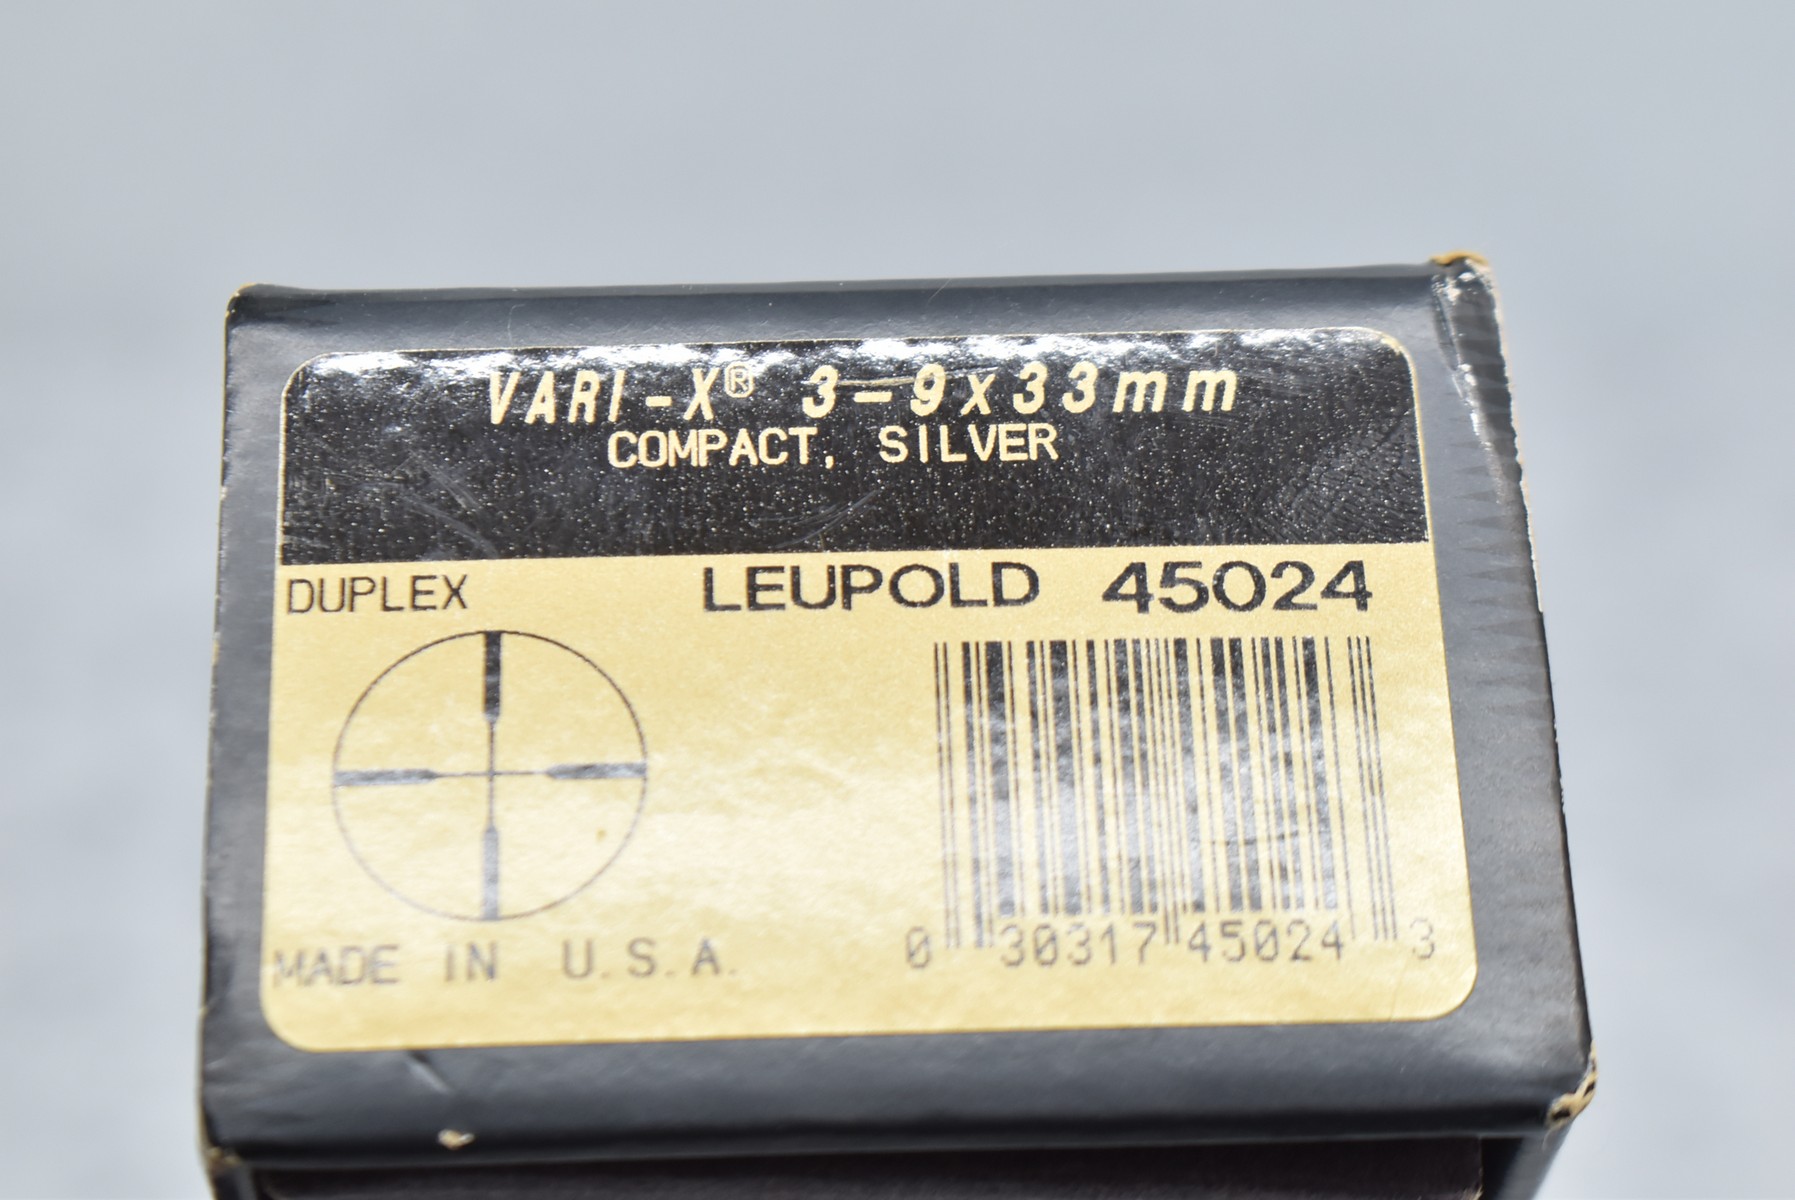 VARI-X® 3-9x33mm
COMPACT, SILVER
DUPLEX
LEUPOLD 45024
MADE IN U.S.A.
0 30317 45024 3